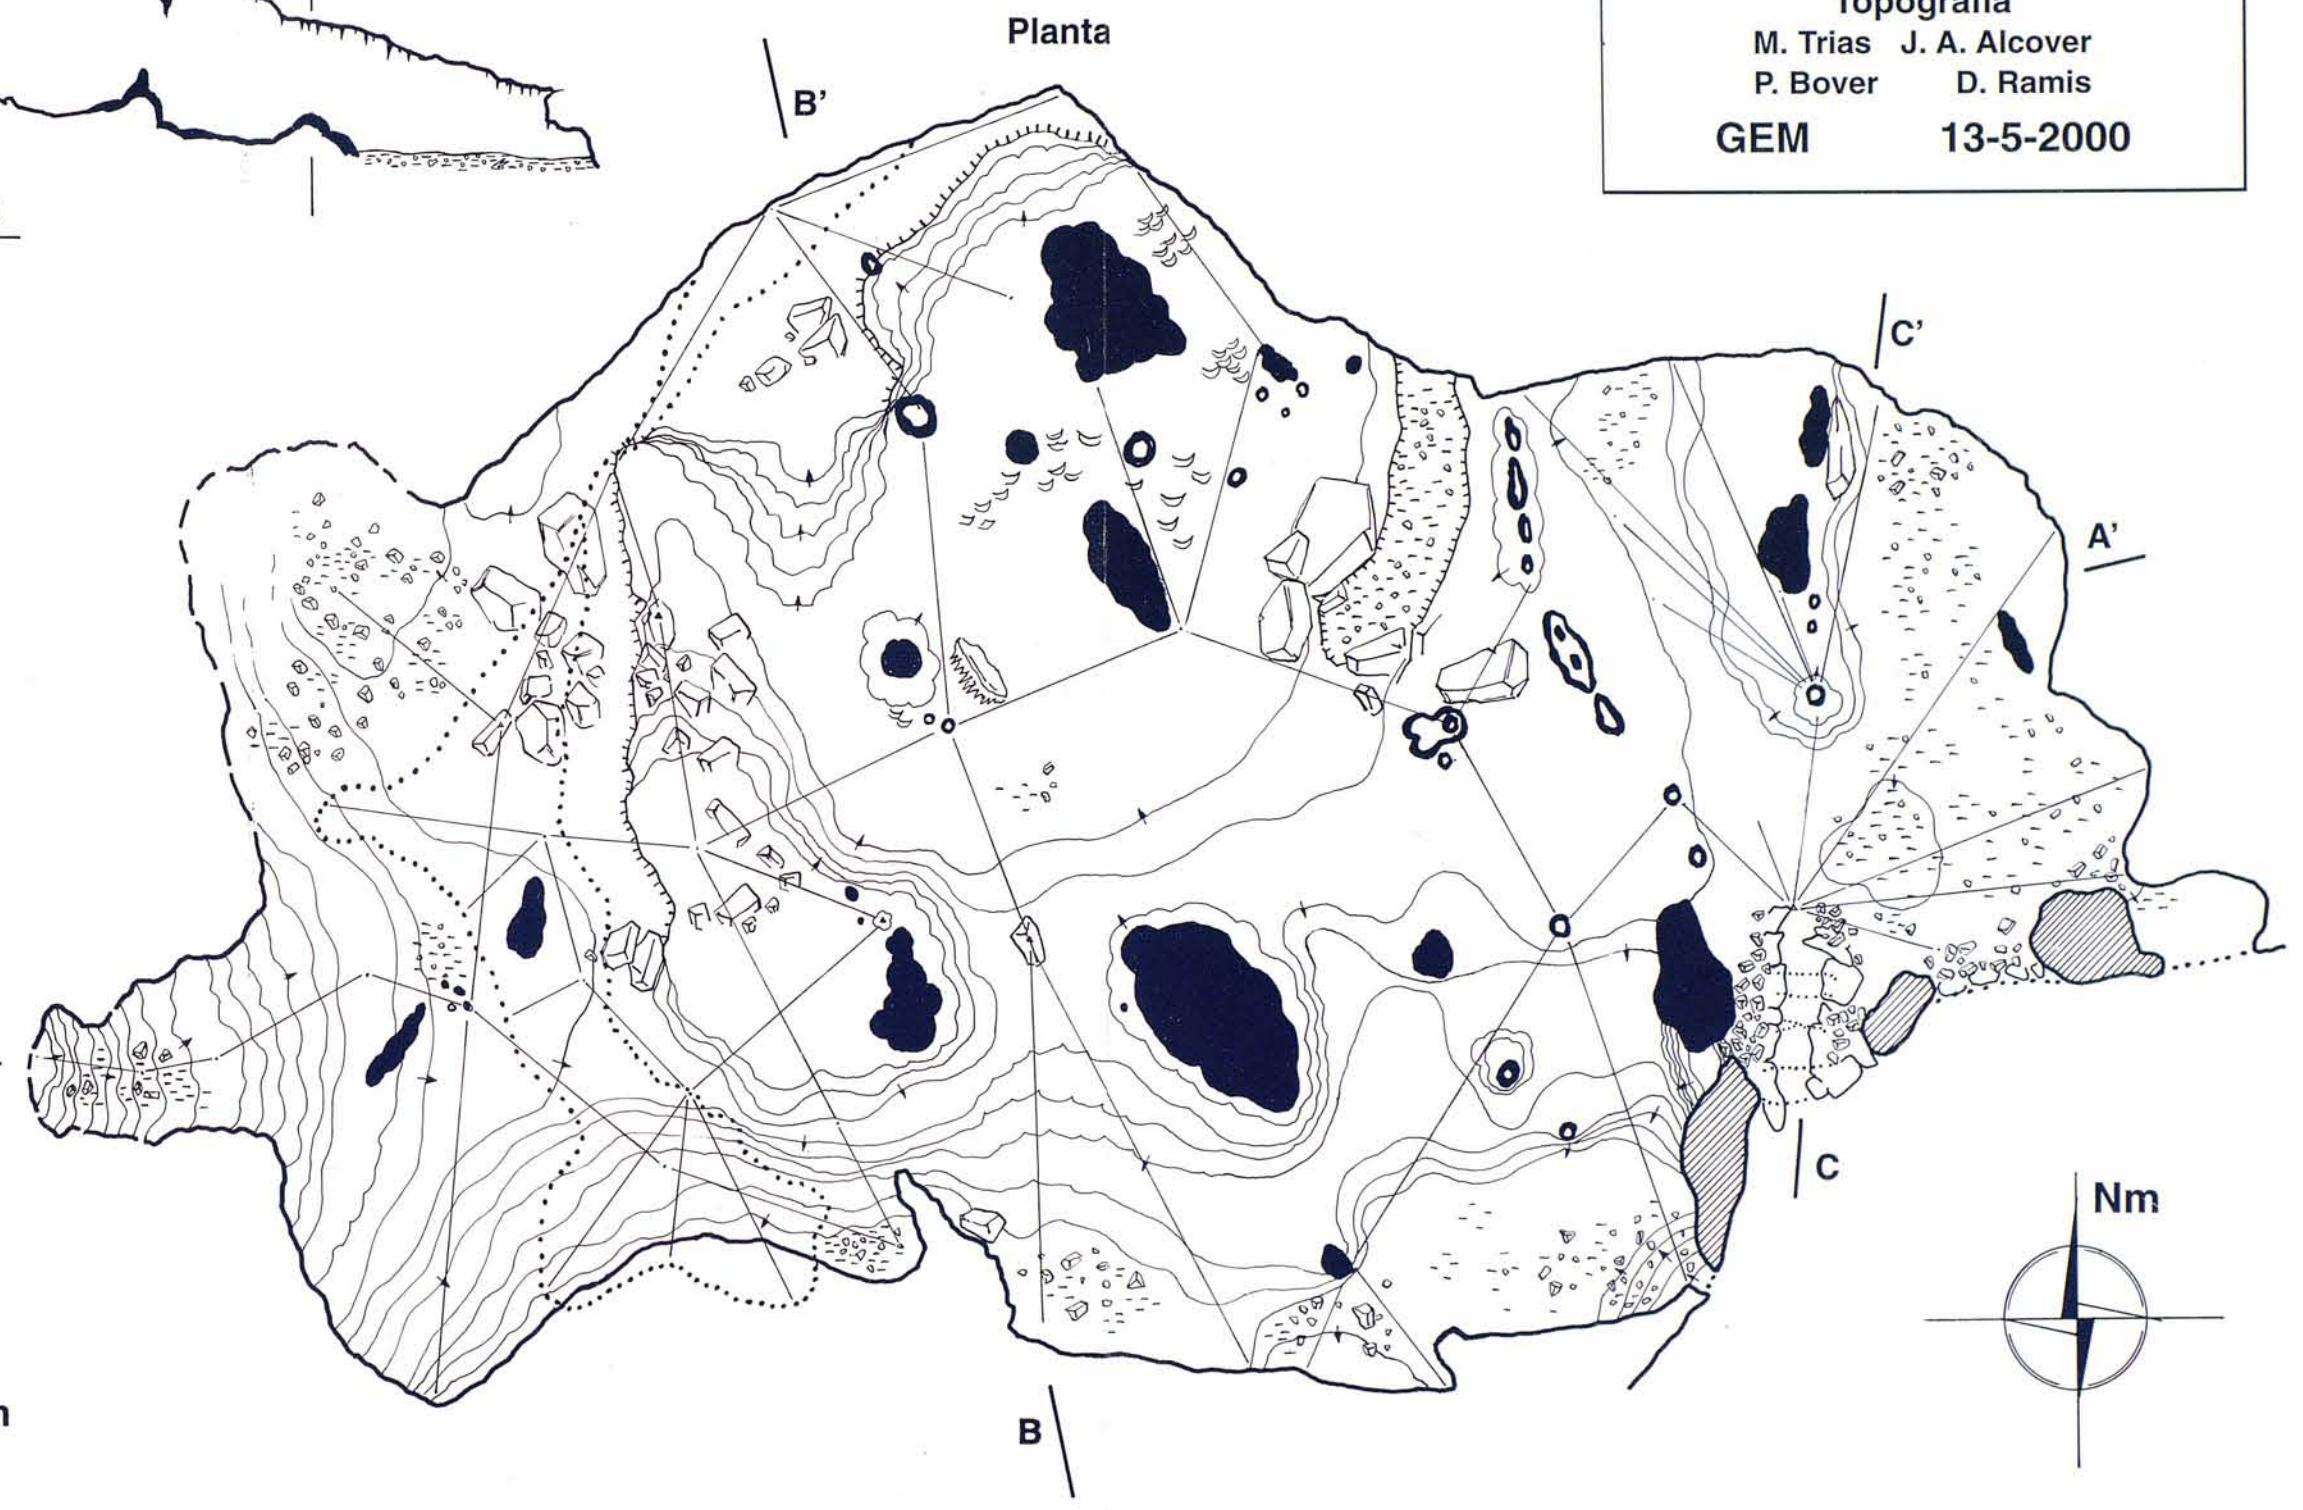 Planta
Topografia
M. Trias J. A. Alcover
P. Bover D. Ramis
GEM 13-5-2000
B'
C'
A'
C
Nm
B